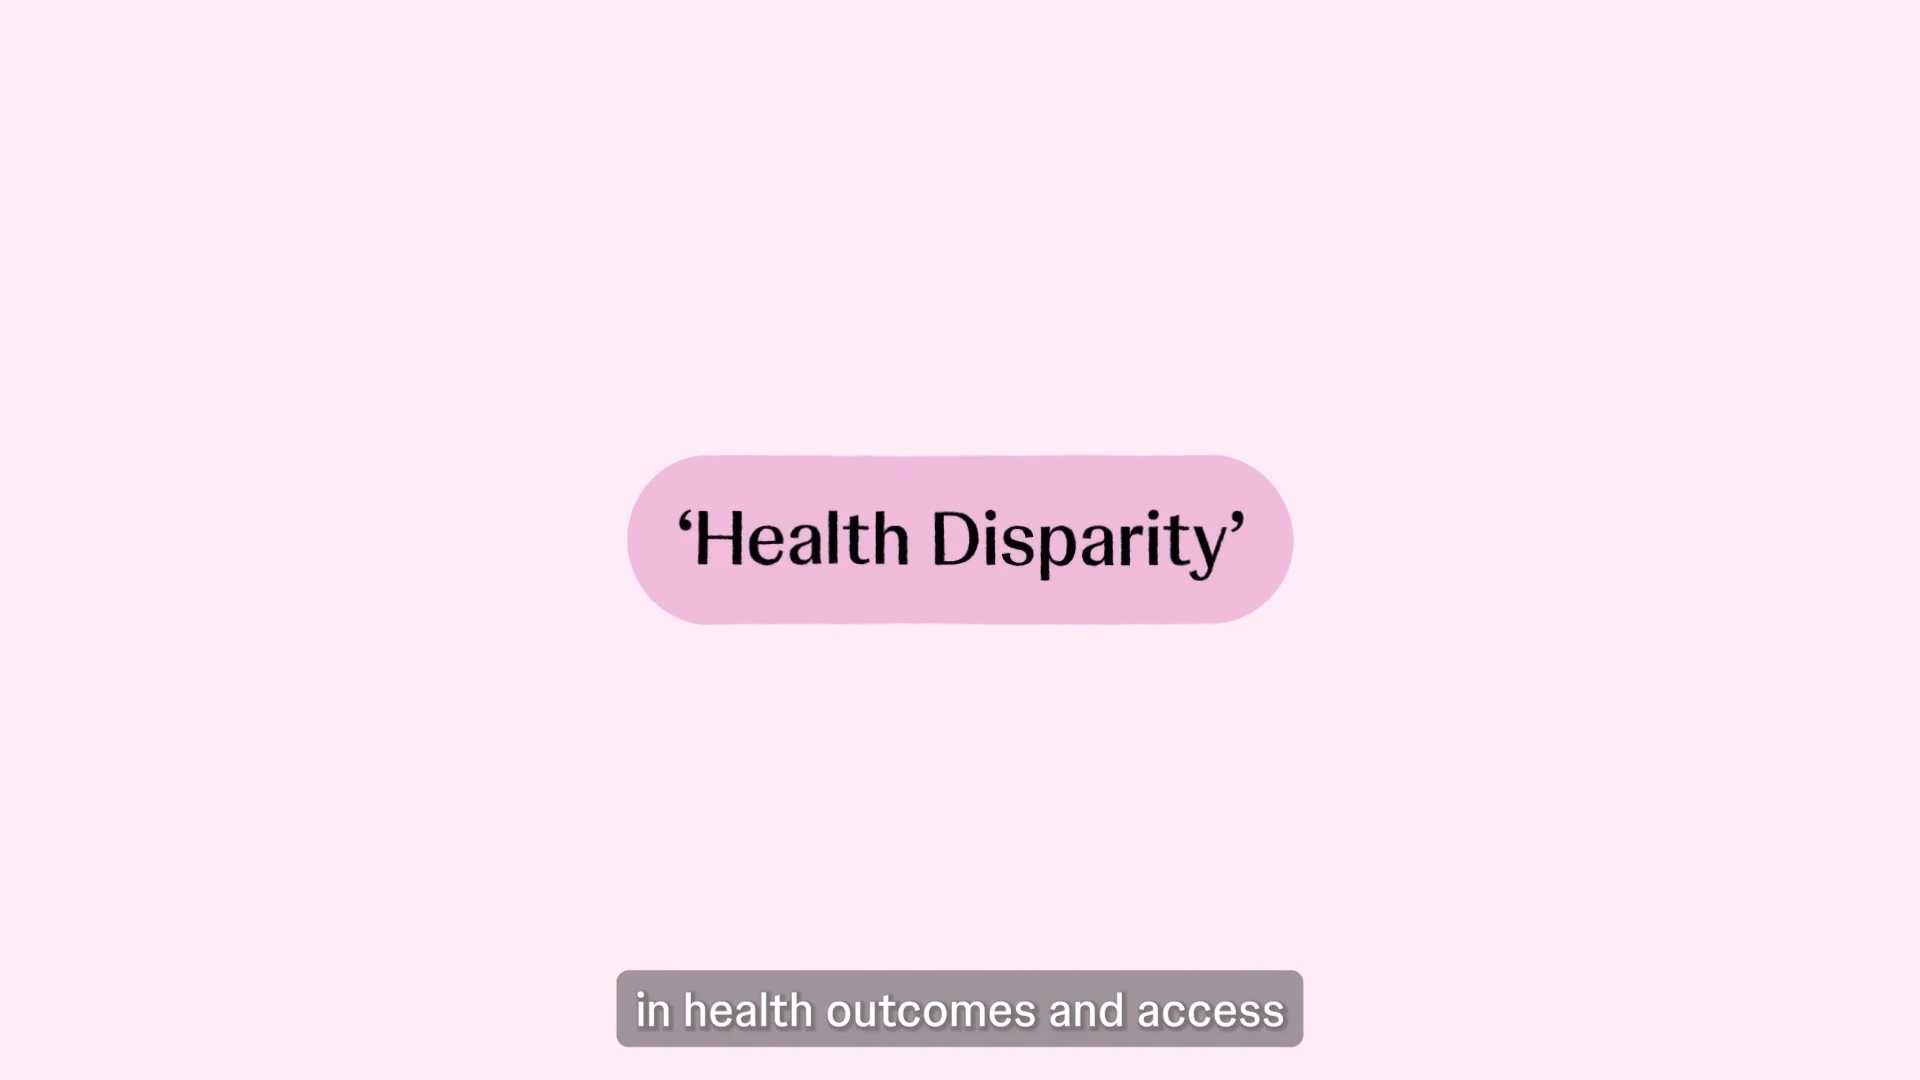 ‘Health Disparity’
in health outcomes and access